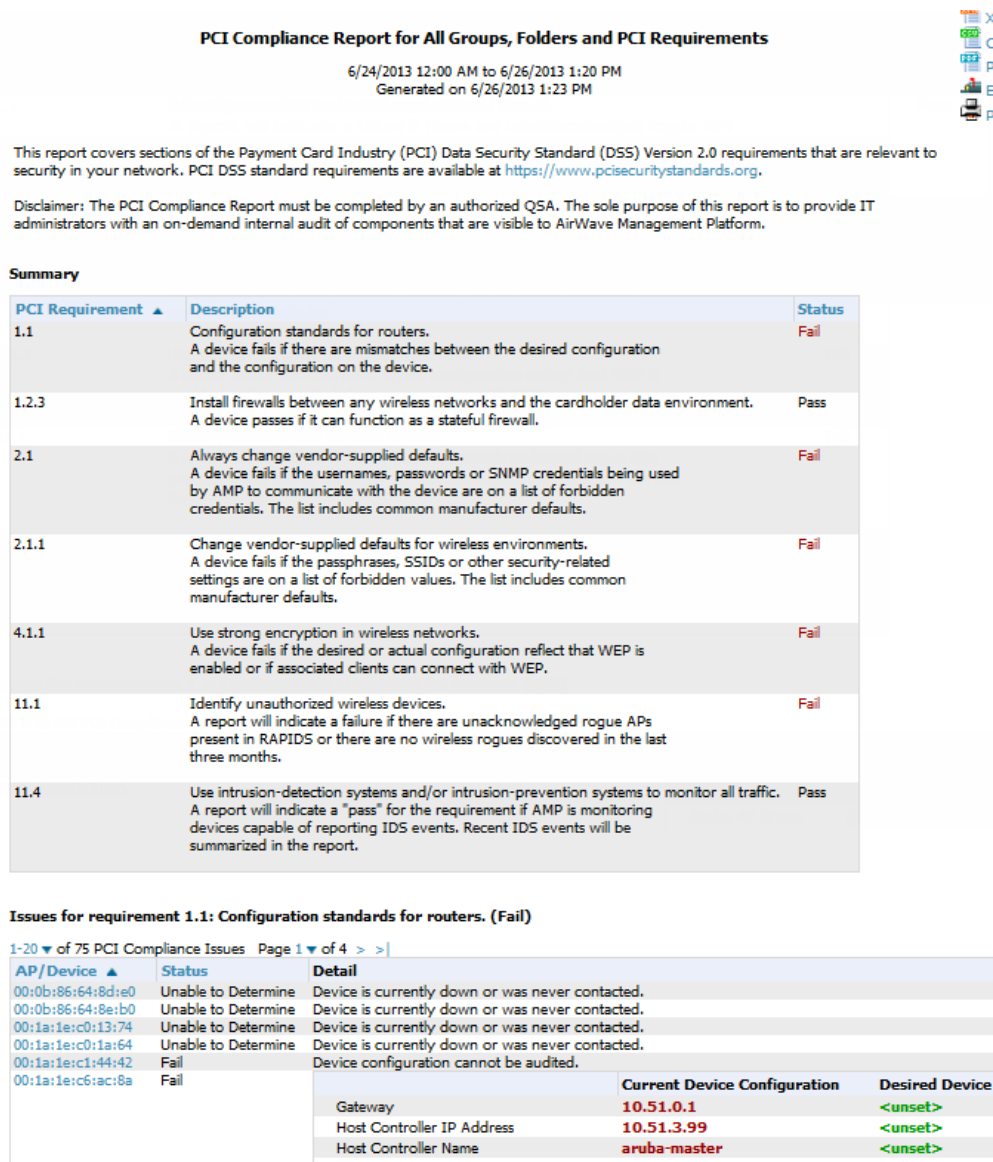 PCI Compliance Report for All Groups, Folders and PCI Requirements
6/24/2013 12:00 AM to 6/26/2013 1:20 PM
Generated on 6/26/2013 1:23 PM
This report covers sections of the Payment Card Industry (PCI) Data Security Standard (DSS) Version 2.0 requirements that are relevant to
security in your network. PCI DSS standard requirements are available at https://www.pcisecuritystandards.org.
Disclaimer: The PCI Compliance Report must be completed by an authorized QSA. The sole purpose of this report is to provide IT
administrators with an on-demand internal audit of components that are visible to AirWave Management Platform.
Summary
PCI Requirement ▲ Description Status
1.1 Configuration standards for routers. Fail
A device fails if there are mismatches between the desired configuration
and the configuration on the device.
1.2.3 Install firewalls between any wireless networks and the cardholder data environment. Pass
A device passes if it can function as a stateful firewall.
2.1 Always change vendor-supplied defaults. Fail
A device fails if the usernames, passwords or SNMP credentials being used
by AMP to communicate with the device are on a list of forbidden
credentials. The list includes common manufacturer defaults.
2.1.1 Change vendor-supplied defaults for wireless environments. Fail
A device fails if the passphrases, SSIDs or other security-related
settings are on a list of forbidden values. The list includes common
manufacturer defaults.
4.1.1 Use strong encryption in wireless networks. Fail
A device fails if the desired or actual configuration reflect that WEP is
enabled or if associated clients can connect with WEP.
11.1 Identify unauthorized wireless devices. Fail
A report will indicate a failure if there are unacknowledged rogue APs
present in RAPIDS or there are no wireless rogues discovered in the last
three months.
11.4 Use intrusion-detection systems and/or intrusion-prevention systems to monitor all traffic. Pass
A report will indicate a "pass" for the requirement if AMP is monitoring
devices capable of reporting IDS events. Recent IDS events will be
summarized in the report.
Issues for requirement 1.1: Configuration standards for routers. (Fail)
1-20 ▼ of 75 PCI Compliance Issues Page 1 ▼ of 4 > >|
AP/Device ▲ Status Detail
00:0b:86:64:8d:e0 Unable to Determine Device is currently down or was never contacted.
00:0b:86:64:8e:b0 Unable to Determine Device is currently down or was never contacted.
00:1a:1e:c0:13:74 Unable to Determine Device is currently down or was never contacted.
00:1a:1e:c0:1a:64 Unable to Determine Device is currently down or was never contacted.
00:1a:1e:c1:44:42 Fail Device configuration cannot be audited.
00:1a:1e:c6:ac:8a Fail
Current Device Configuration Desired Device
Gateway 10.51.0.1 <unset>
Host Controller IP Address 10.51.3.99 <unset>
Host Controller Name aruba-master <unset>